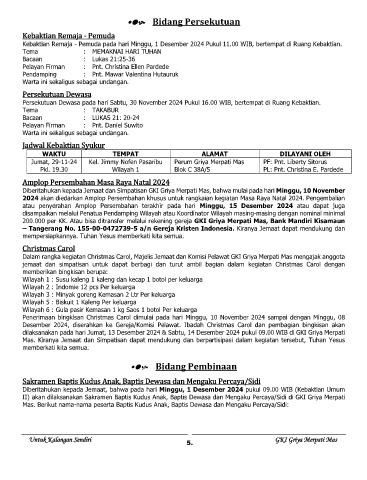 Bidang Persekutuan
Kebaktian Remaja - Pemuda
Kebaktian Remaja - Pemuda pada hari Minggu, 1 Desember 2024 Pukul 11.00 WIB, bertempat di Ruang Kebaktian.
Tema : MEMAKNAI HARI TUHAN
Bacaan : Lukas 21:25-36
Pelayan Firman : Pnt. Christina Ellen Pardede
Pendamping : Pnt. Mawar Valentina Hutauruk
Warta ini sekaligus sebagai undangan.
Persekutuan Dewasa
Persekutuan Dewasa pada hari Sabtu, 30 November 2024 Pukul 16.00 WIB, bertempat di Ruang Kebaktian.
Tema : TAKABUR
Bacaan : LUKAS 21: 20-24
Pelayan Firman : Pnt. Daniel Suwito
Warta ini sekaligus sebagai undangan.
Jadwal Kebaktian Syukur
WAKTU TEMPAT ALAMAT DILAYANI OLEH
Jumat, 29-11-24 Kel. Jimmy Nofen Pasaribu Perum Griya Merpati Mas PF: Pnt. Liberty Sitorus
Pkl. 19.30 Wilayah 1 Blok C 38A/5 PL: Pnt. Christina E. Pardede
Amplop Persembahan Masa Raya Natal 2024
Diberitahukan kepada Jemaat dan Simpatisan GKI Griya Merpati Mas, bahwa mulai pada hari Minggu, 10 November
2024 akan diedarkan Amplop Persembahan khusus untuk rangkaian kegiatan Masa Raya Natal 2024. Pengembalian
atau penyerahan Amplop Persembahan terakhir pada hari Minggu, 15 Desember 2024 atau dapat juga
disampaikan melalui Penatua Pendamping Wilayah atau Koordinator Wilayah masing-masing dengan nominal minimal
200.000 per KK. Atau bisa ditransfer melalui rekening gereja GKI Griya Merpati Mas, Bank Mandiri Kisamaun
– Tangerang No. 155-00-0472739-5 a/n Gereja Kristen Indonesia. Kiranya Jemaat dapat mendukung dan
mempersiapkannya. Tuhan Yesus memberkati kita semua.
Christmas Carol
Dalam rangka kegiatan Christmas Carol, Majelis Jemaat dan Komisi Pelawat GKI Griya Merpati Mas mengajak anggota
jemaat dan simpatisan untuk dapat berbagi dan turut ambil bagian dalam kegiatan Christmas Carol dengan
memberikan bingkisan berupa:
Wilayah 1 : Susu kaleng 1 kaleng dan kecap 1 botol per keluarga
Wilayah 2 : Indomie 12 pcs Per keluarga
Wilayah 3 : Minyak goreng Kemasan 2 Ltr Per keluarga
Wilayah 5 : Biskuit 1 Kaleng Per keluarga
Wilayah 6 : Gula pasir Kemasan 1 kg Saos 1 botol Per keluarga
Penerimaan bingkisan Christmas Carol dimulai pada hari Minggu, 10 November 2024 sampai dengan Minggu, 08
Desember 2024, diserahkan ke Gereja/Komisi Pelawat. Ibadah Christmas Carol dan pembagian bingkisan akan
dilaksanakan pada hari Jumat, 13 Desember 2024 & Sabtu, 14 Desember 2024 pukul 09.00 WIB di GKI Griya Merpati
Mas. Kiranya Jemaat dan Simpatisan dapat mendukung dan berpartisipasi dalam kegiatan tersebut, Tuhan Yesus
memberkati kita semua.
Bidang Pembinaan
Sakramen Baptis Kudus Anak, Baptis Dewasa dan Mengaku Percaya/Sidi
Diberitahukan kepada Jemaat, bahwa pada hari Minggu, 1 Desember 2024 pukul 09.00 WIB (Kebaktian Umum
II) akan dilaksanakan Sakramen Baptis Kudus Anak, Baptis Dewasa dan Mengaku Percaya/Sidi di GKI Griya Merpati
Mas. Berikut nama-nama peserta Baptis Kudus Anak, Baptis Dewasa dan Mengaku Percaya/Sidi:
Untuk Kalangan Sendiri GKI Griya Merpati Mas
5.